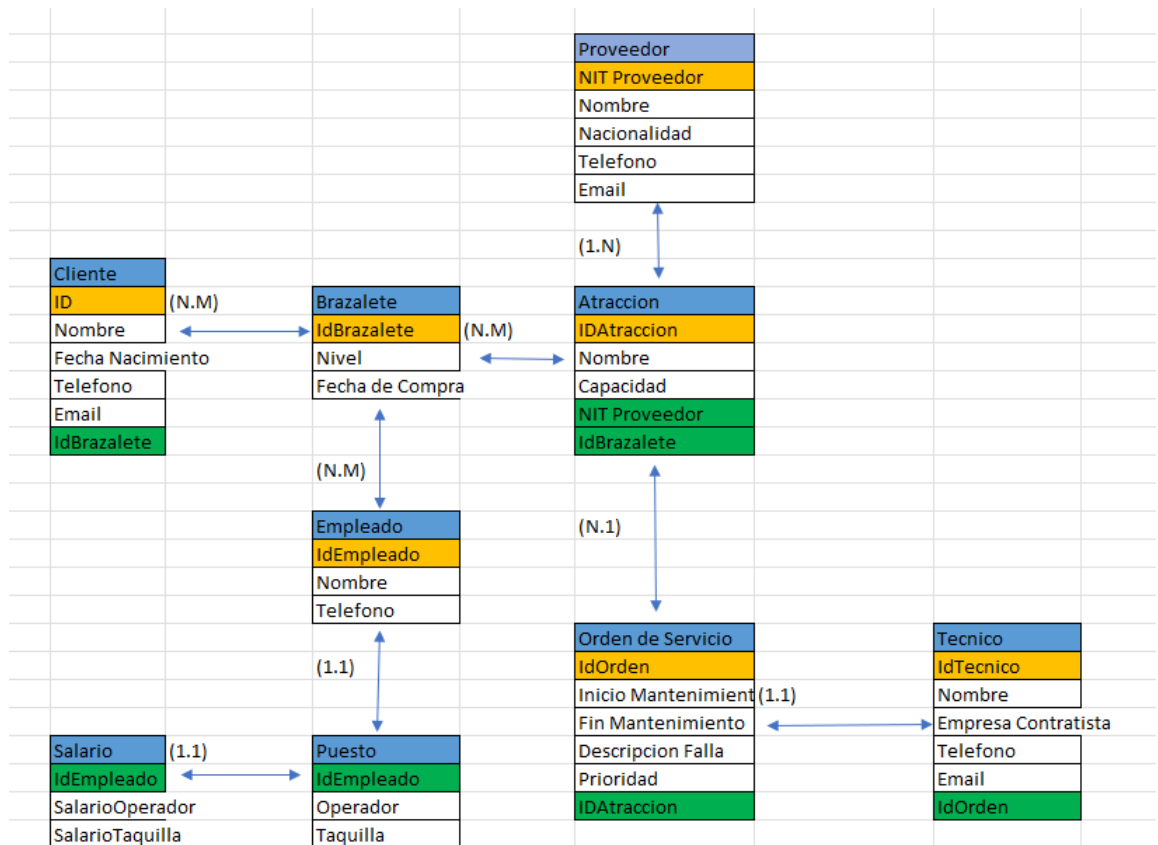 Proveedor
NIT Proveedor
Nombre
Nacionalidad
Telefono
Email
(1.N)
Cliente
ID
Nombre
Fecha Nacimiento
Telefono
Email
IdBrazalete
(N.M)
Brazalete
IdBrazalete
Nivel
Fecha de Compra
(N.M)
Atraccion
IDAtraccion
Nombre
Capacidad
NIT Proveedor
IdBrazalete
(N.M)
(N.1)
Empleado
IdEmpleado
Nombre
Telefono
(1.1)
Orden de Servicio
IdOrden
Inicio Mantenimient
Fin Mantenimiento
Descripcion Falla
Prioridad
IDAtraccion
(1.1)
Tecnico
IdTecnico
Nombre
Empresa Contratista
Telefono
Email
IdOrden
Salario
IdEmpleado
SalarioOperador
SalarioTaquilla
(1.1)
Puesto
IdEmpleado
Operador
Taquilla